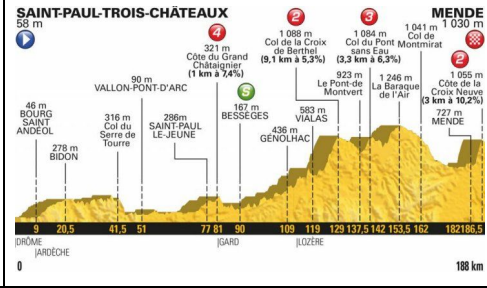 SAINT-PAUL-TROIS-CHÂTEAUX
58 m
MENDE
1 030 m
46 m
BOURG
SAINT
ANDÉOL
278 m
BIDON
316 m
Col du
Serre de
Tourre
90 m
VALLON-PONT-D'ARC
286m
SAINT-PAUL
LE-JEUNE
4
321 m
Côte du Grand
Châtaignier
(1 km à 7,4%)
S
167 m
BESSÈGES
436 m
GÉNOLHAC
583 m
VIALAS
2
1 088 m
Col de la Croix
de Berthel
(9,1 km à 5,3%)
923 m
Le Pont-de
Montvert
3
1 084 m
Col du Pont
sans Eau
(3,3 km à 6,3%)
1 246 m
La Baraque
de l'Air
1 041 m
Col de
Montmirat
727 m
MENDE
2
1 055 m
Côte de la
Croix Neuve
(3 km à 10,2%)
9 20,5 41,5 51 77 81 90 109 119 129 137,5 142 153,5 162 182 186,5
DRÔME
ARDÈCHE
GARD
LOZÈRE
0
188 km